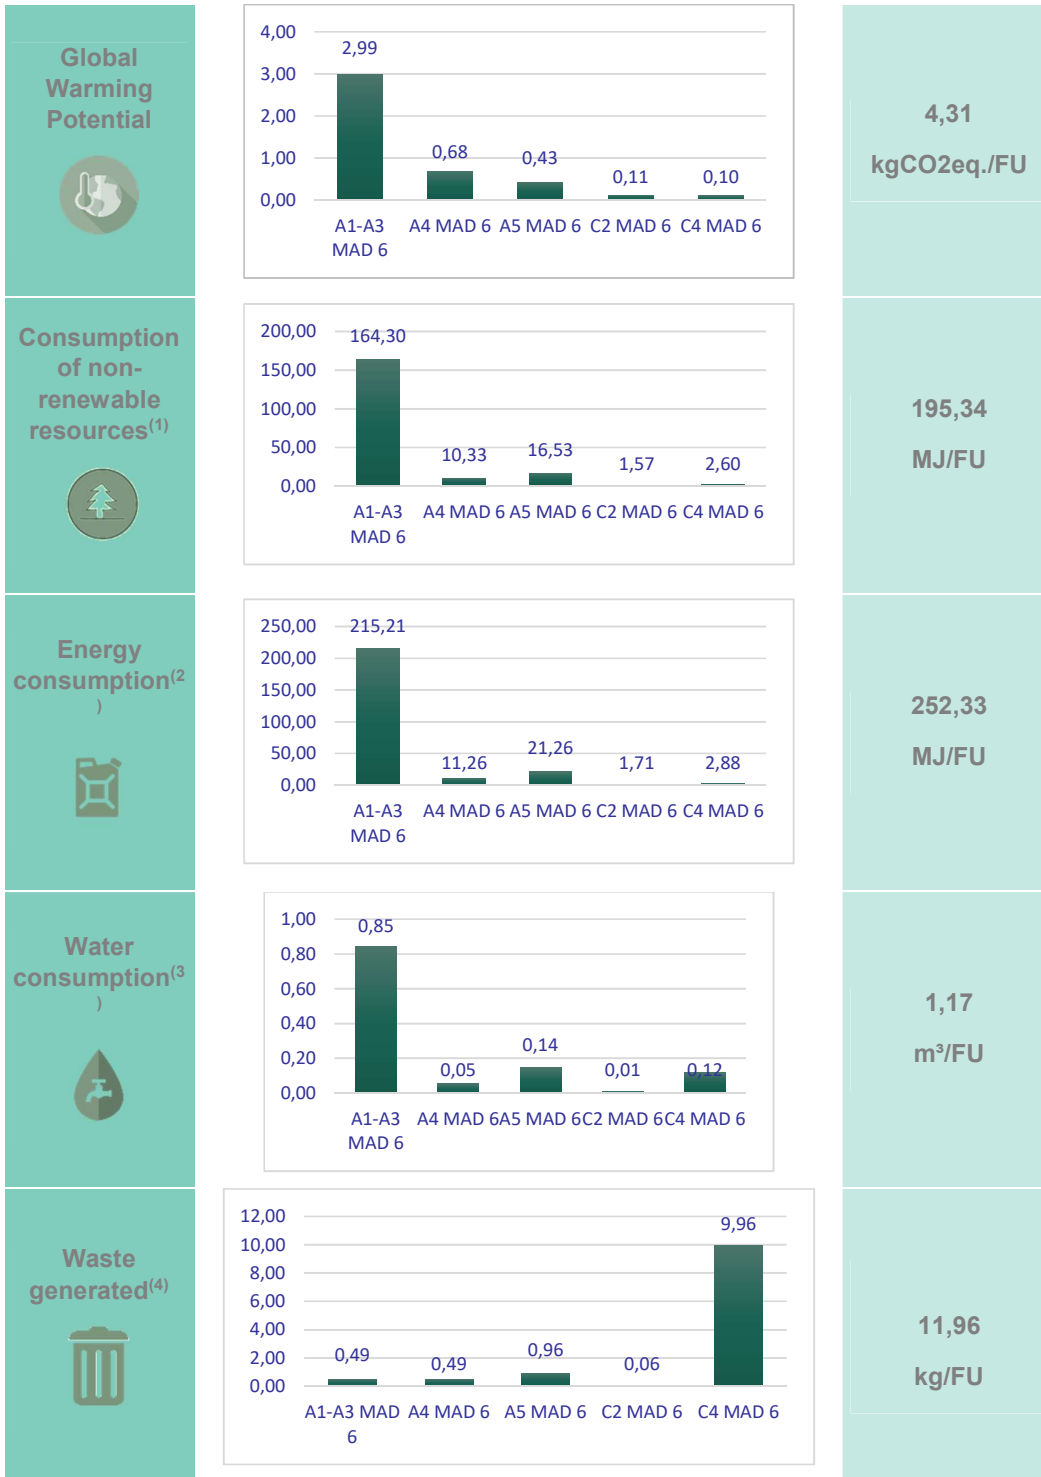 Global
Warming
Potential
4,00
3,00
2,00
1,00
0,00
2,99
0,68
0,43
0,11
0,10
A1-A3
MAD 6
A4 MAD 6
A5 MAD 6
C2 MAD 6
C4 MAD 6
4,31
kgCO2eq./FU
Consumption
of non-
renewable
resources(1)
200,00
150,00
100,00
50,00
0,00
164,30
10,33
16,53
1,57
2,60
A1-A3
MAD 6
A4 MAD 6
A5 MAD 6
C2 MAD 6
C4 MAD 6
195,34
MJ/FU
Energy
consumption(2
)
250,00
200,00
150,00
100,00
50,00
0,00
215,21
11,26
21,26
1,71
2,88
A1-A3
MAD 6
A4 MAD 6
A5 MAD 6
C2 MAD 6
C4 MAD 6
252,33
MJ/FU
Water
consumption(3
)
1,00
0,80
0,60
0,40
0,20
0,00
0,85
0,05
0,14
0,01
0,12
A1-A3
MAD 6
A4 MAD 6
A5 MAD 6
C2 MAD 6
C4 MAD 6
1,17
m³/FU
Waste
generated(4)
12,00
10,00
8,00
6,00
4,00
2,00
0,00
0,49
0,49
0,96
0,06
9,96
A1-A3 MAD
6
A4 MAD 6
A5 MAD 6
C2 MAD 6
C4 MAD 6
11,96
kg/FU